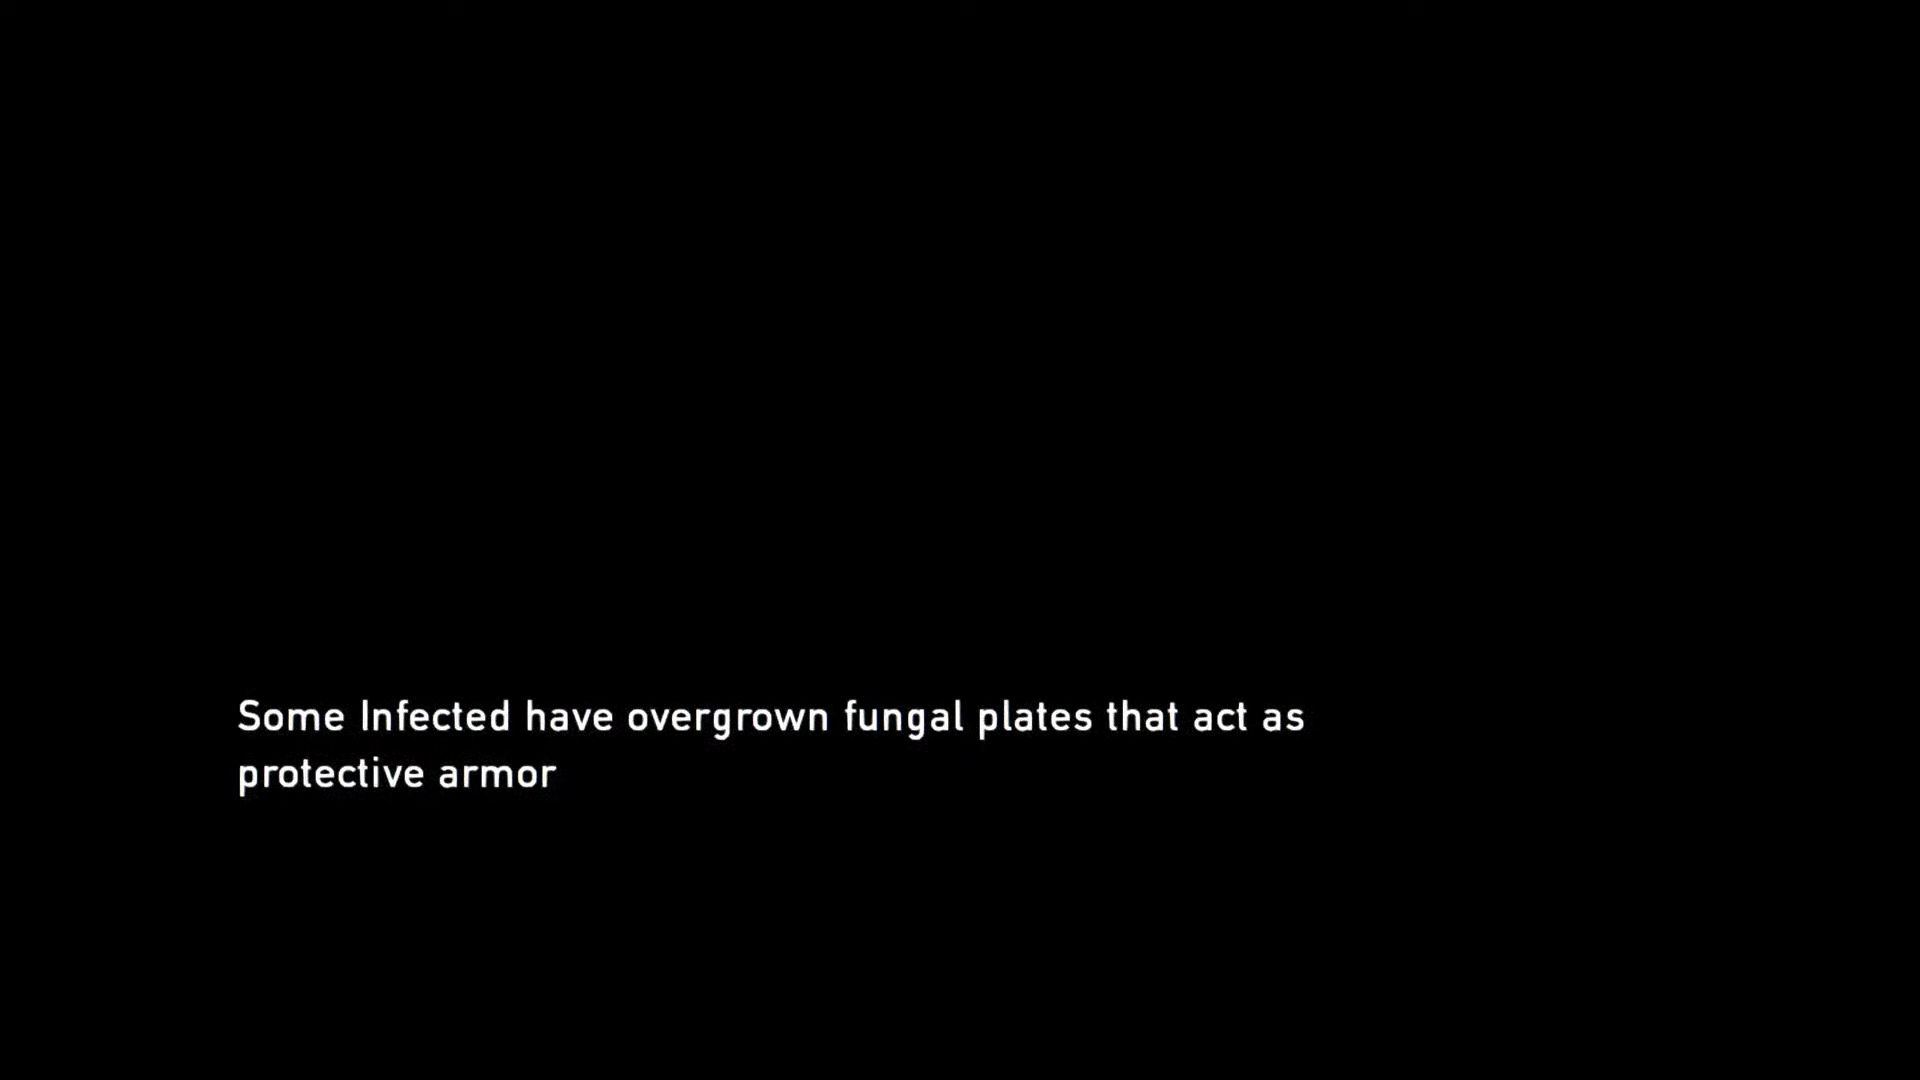 Some Infected have overgrown fungal plates that act as
protective armor